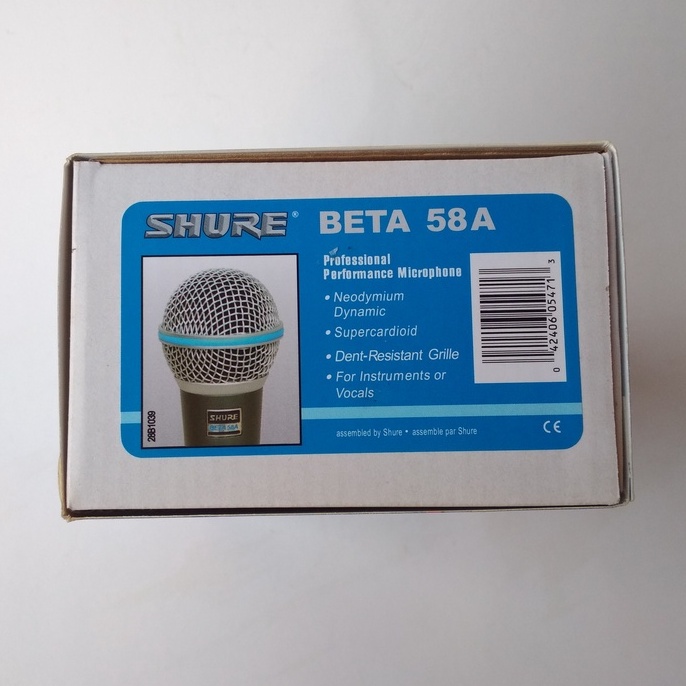 SHURE® BETA 58A
Professional
Performance Microphone
• Neodymium
Dynamic
• Supercardioid
• Dent-Resistant Grille
• For Instruments or
Vocals
assembled by Shure • assemble par Shure
CE
0 42406 05471 3
28B1039
SHURE
BETA 58A